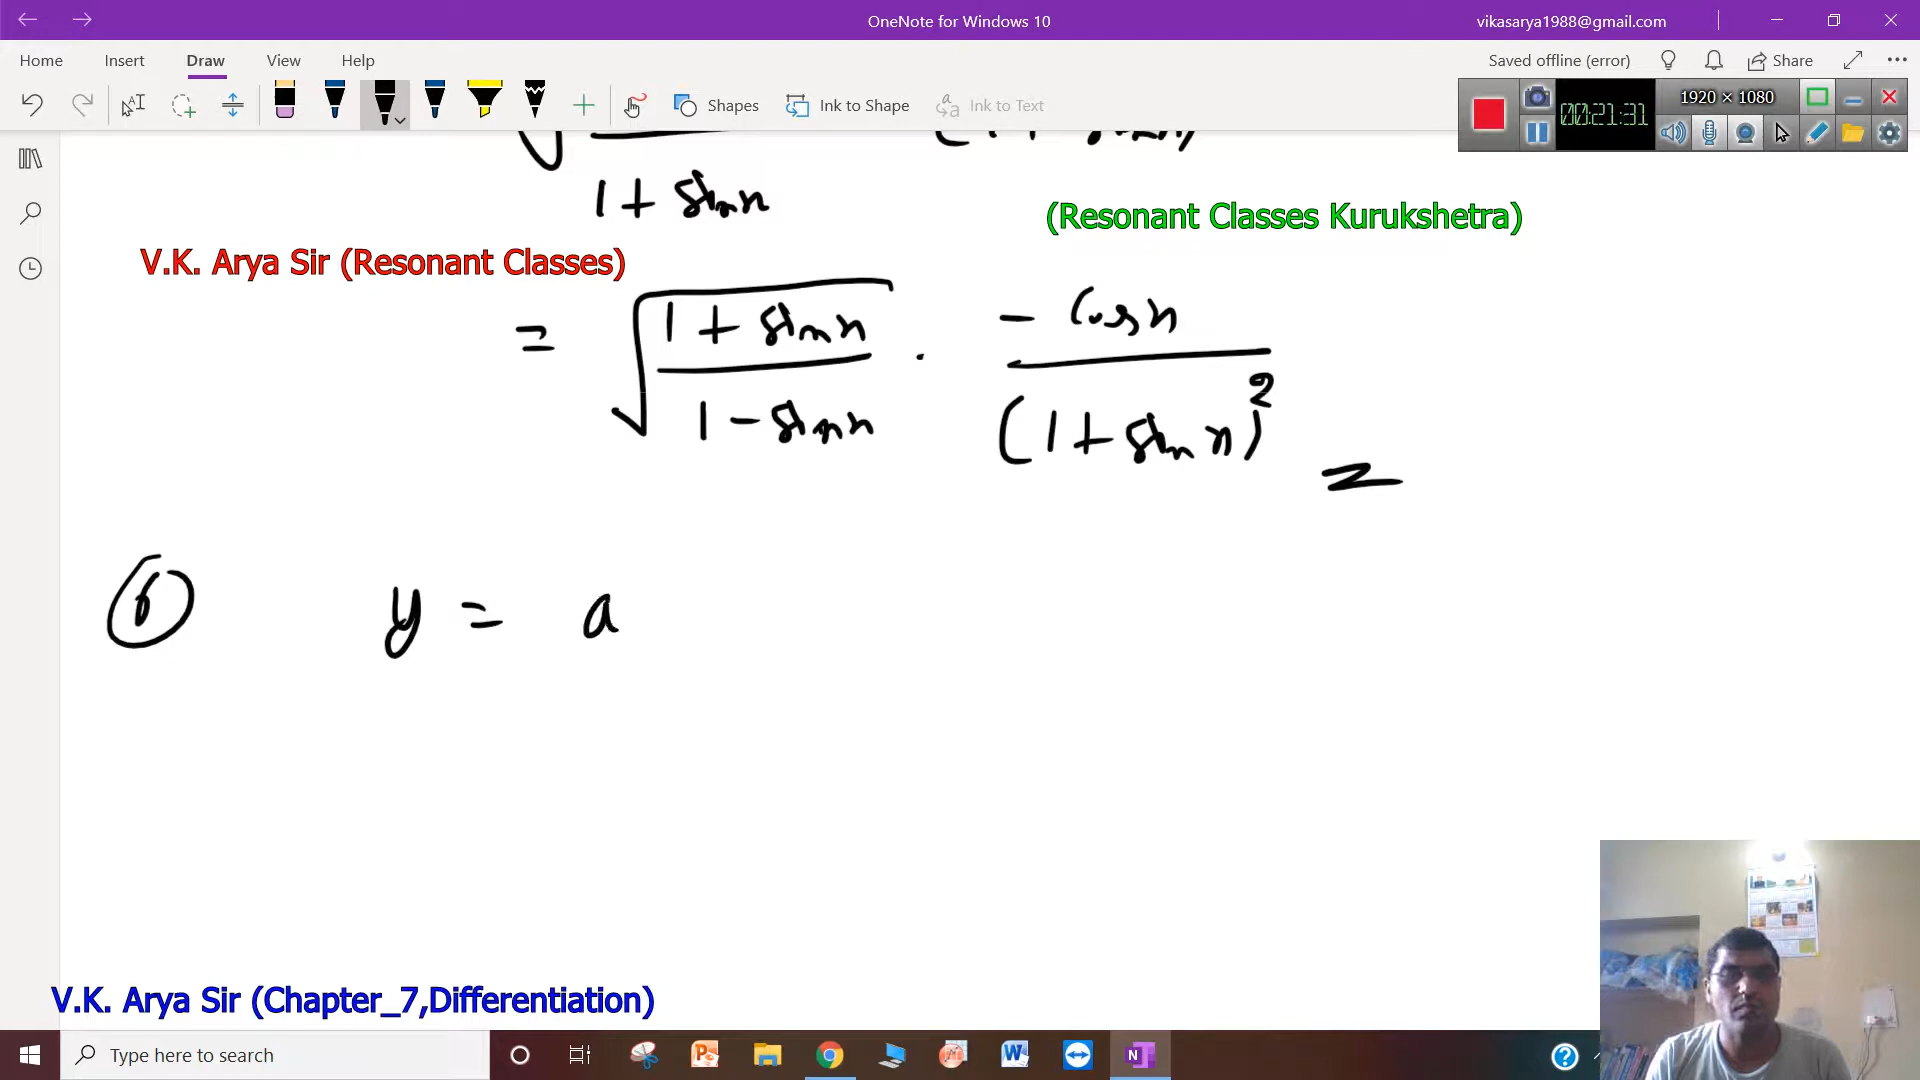 OneNote for Windows 10
vikasarya1988@gmail.com
Home Insert Draw View Help
Saved offline (error) Share
Shapes Ink to Shape Ink to Text
1920 × 1080
00:21:31
1 + sin x
(Resonant Classes Kurukshetra)
V.K. Arya Sir (Resonant Classes)
= √((1 + sin x)/(1 - sin x)) · (- cos x)/((1 + sin x)²)
⑥ y = a
V.K. Arya Sir (Chapter_7,Differentiation)
Type here to search